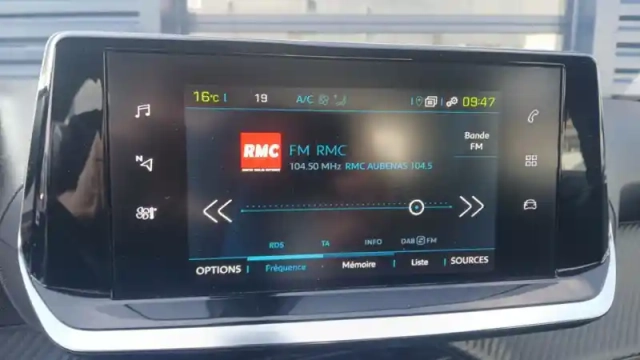 16°C 19 A/C 09:47
N
RMC
FM RMC
104.50 MHz RMC AUBENAS 104.5
Bande
FM
RDS TA INFO DAB FM
OPTIONS Fréquence Mémoire Liste SOURCES